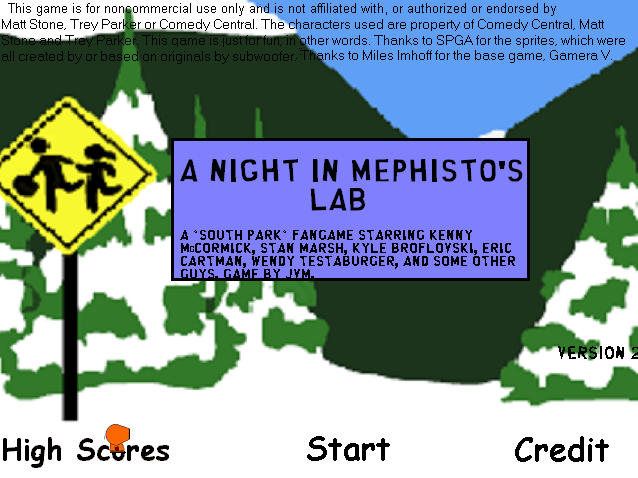 This game is for noncommercial use only and is not affiliated with, or authorized or endorsed by
Matt Stone, Trey Parker or Comedy Central. The characters used are property of Comedy Central, Matt
Stone and Trey Parker. This game is just for fun, in other words. Thanks to SPGA for the sprites, which were
all created by or based on originals by subwoofer. Thanks to Miles Imhoff for the base game, Gamera V.
A NIGHT IN MEPHISTO'S
LAB
A "SOUTH PARK" FANGAME STARRING KENNY
McCORMICK, STAN MARSH, KYLE BROFLOVSKI, ERIC
CARTMAN, WENDY TESTABURGER, AND SOME OTHER
GUYS. GAME BY JVM.
VERSION 2
High Scores
Start
Credit